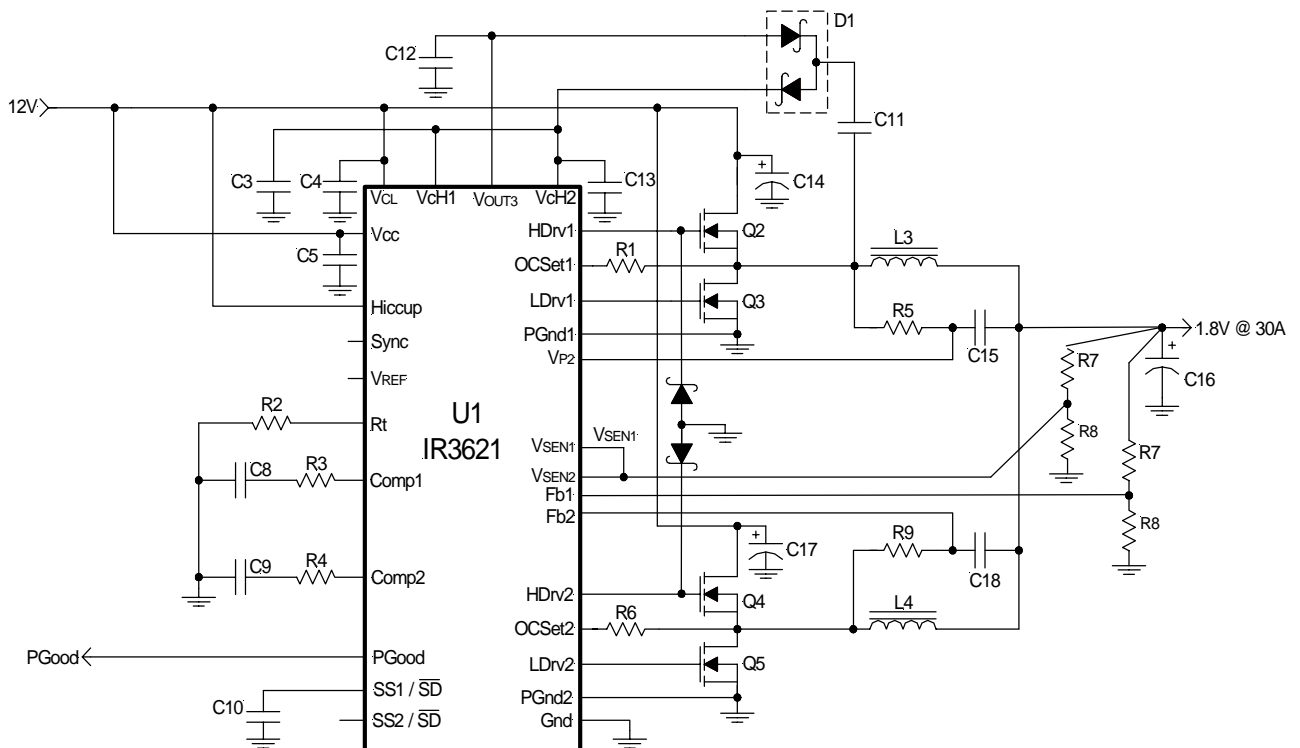 D1
C12
12V
C11
C3
C4
C13
C14
VCL
VcH1
VOUT3
VcH2
Vcc
HDrv1
Q2
C5
OCSet1
R1
L3
Hiccup
LDrv1
Q3
R5
C15
1.8V @ 30A
Sync
PGnd1
VP2
R7
C16
VREF
R2
Rt
U1
IR3621
VSEN1
VSEN1
R8
C8
R3
Comp1
VSEN2
R7
Fb1
Fb2
R8
C17
R9
C18
C9
R4
Comp2
HDrv2
Q4
R6
L4
OCSet2
PGood
PGood
LDrv2
Q5
SS1 / SD
PGnd2
C10
SS2 / SD
Gnd